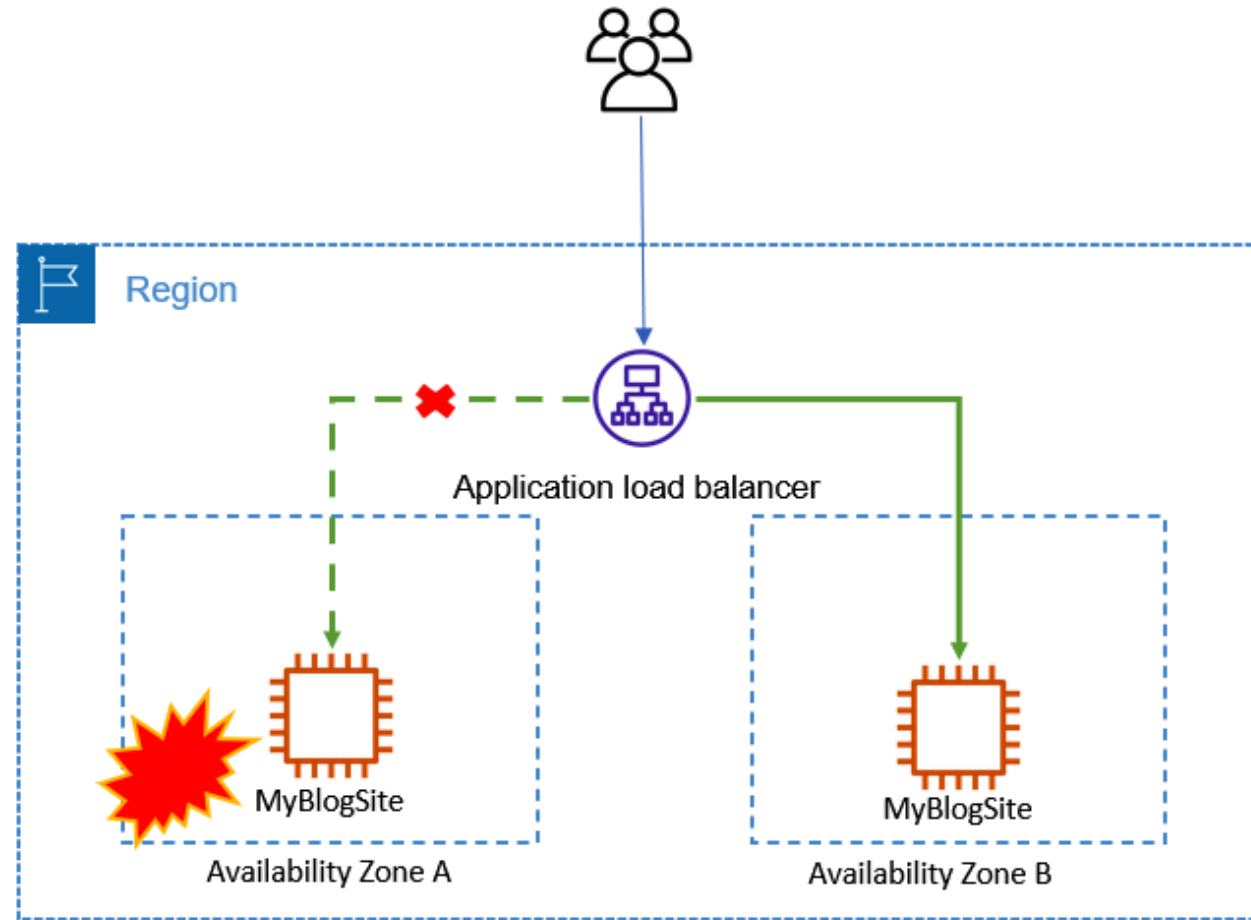 Region
Application load balancer
MyBlogSite
MyBlogSite
Availability Zone A
Availability Zone B